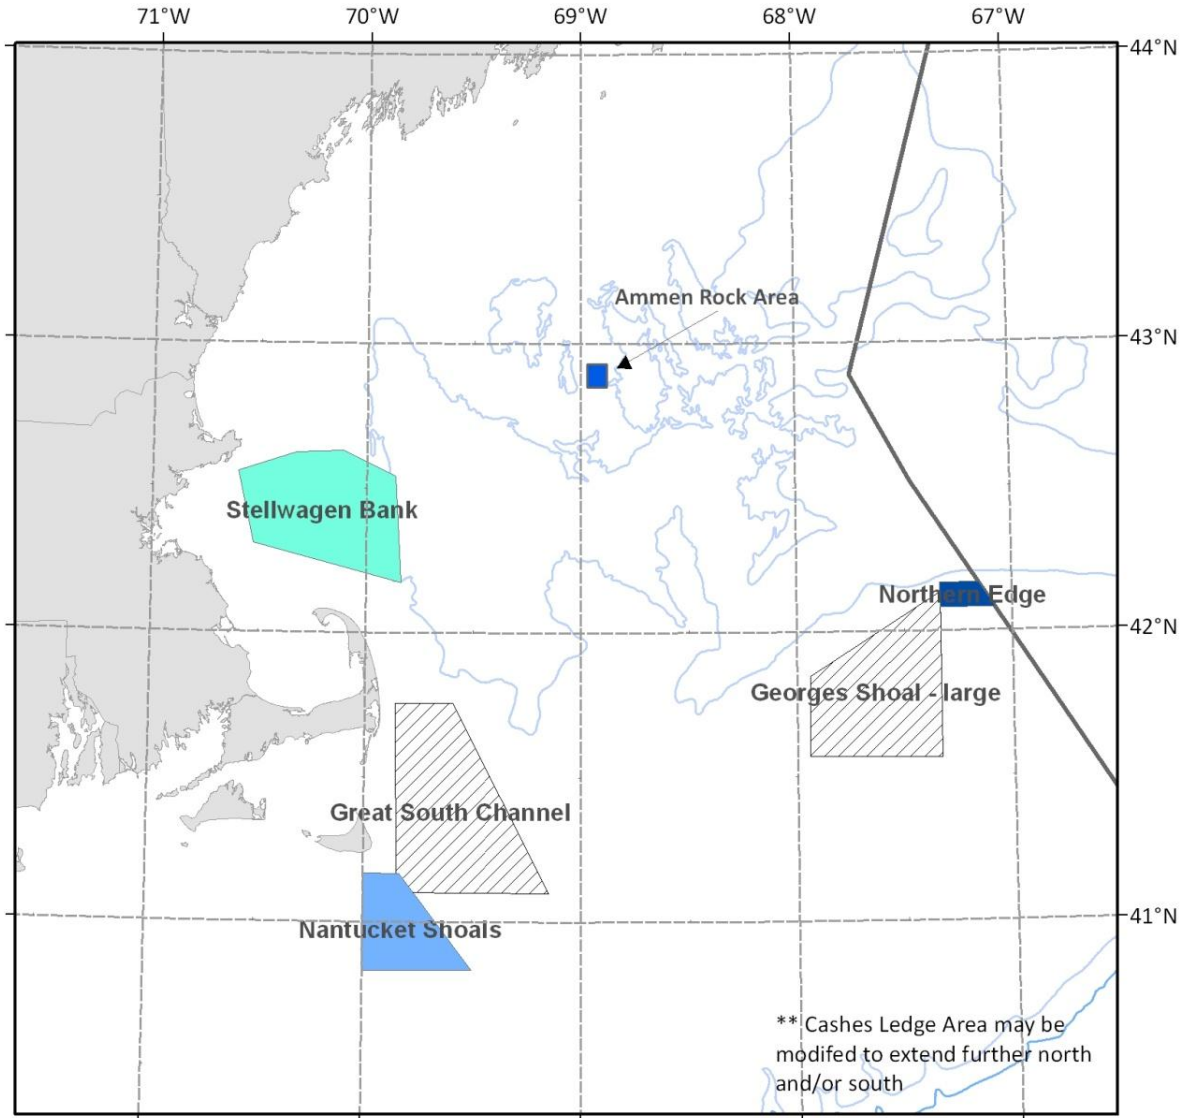 71°W 70°W 69°W 68°W 67°W
44°N
Ammen Rock Area
43°N
Stellwagen Bank
Northern Edge
42°N
Georges Shoal - large
Great South Channel
41°N
Nantucket Shoals
** Cashes Ledge Area may be
modifed to extend further north
and/or south